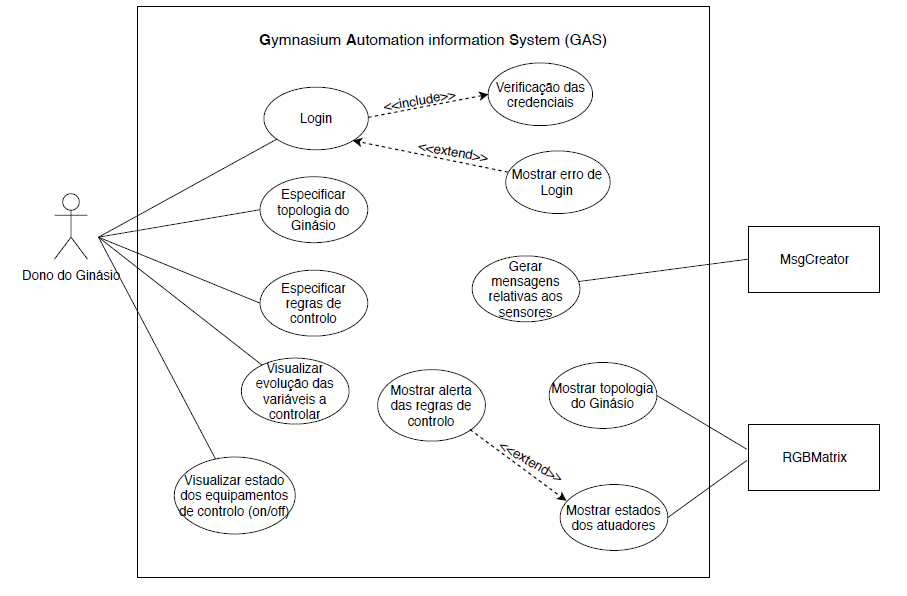 Gymnasium Automation information System (GAS)
Login
<<include>>
Verificação das
credenciais
<<extend>>
Mostrar erro de
Login
Especificar
topologia do
Ginásio
Dono do Ginásio
Especificar
regras de
controlo
Gerar
mensagens
relativas aos
sensores
MsgCreator
Visualizar
evolução das
variáveis a
controlar
Mostrar alerta
das regras de
controlo
Mostrar topologia
do Ginásio
<<extend>>
RGBMatrix
Visualizar estado
dos equipamentos
de controlo (on/off)
Mostrar estados
dos atuadores